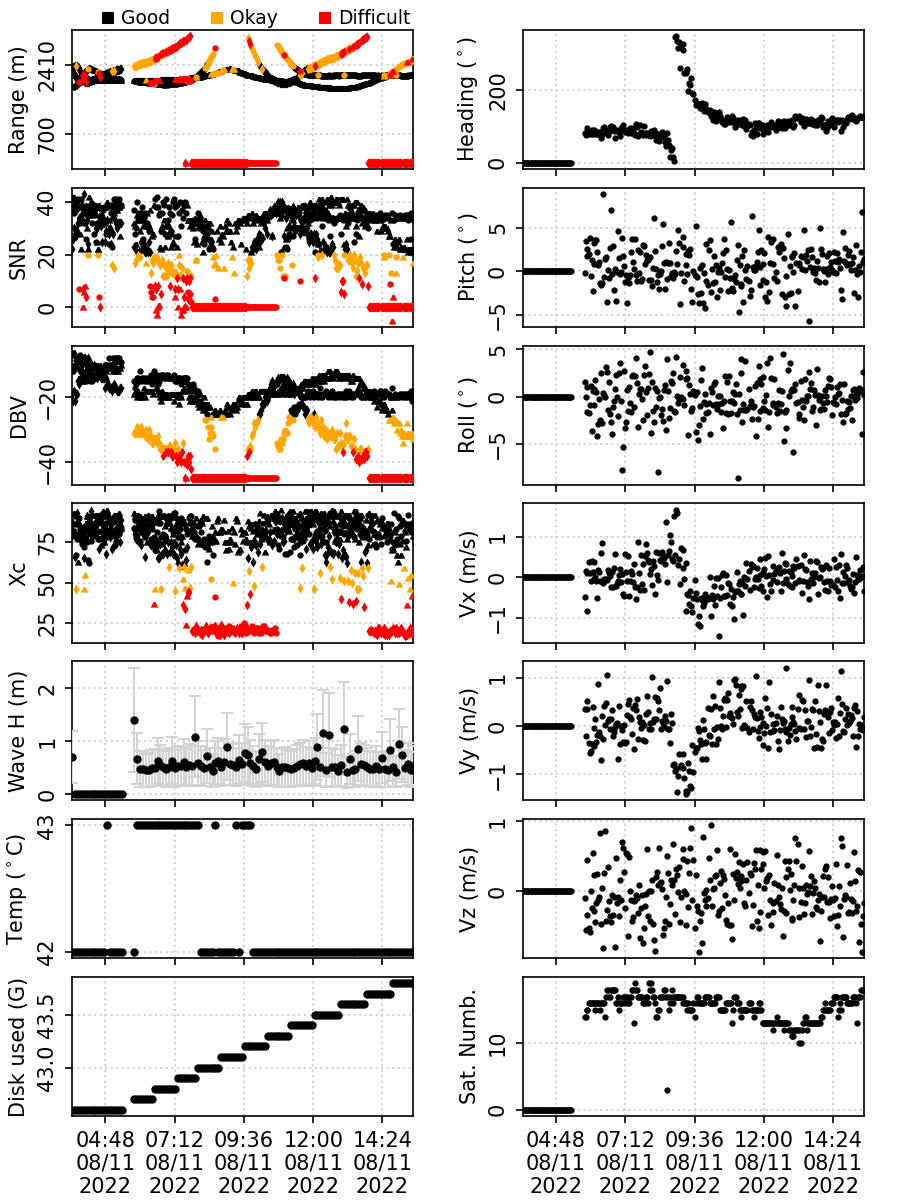 Good Okay Difficult
Range (m)
2410
700
Heading (°)
200
0
SNR
40
20
0
Pitch (°)
5
0
−5
DBV
−20
−40
Roll (°)
5
0
−5
Xc
75
50
25
Vx (m/s)
1
0
−1
Wave H (m)
2
1
0
Vy (m/s)
1
0
−1
Temp (°C)
43
42
Vz (m/s)
1
0
Disk used (G)
43.5
43.0
Sat. Numb.
10
0
04:48 07:12 09:36 12:00 14:24
08/11 08/11 08/11 08/11 08/11
2022 2022 2022 2022 2022
04:48 07:12 09:36 12:00 14:24
08/11 08/11 08/11 08/11 08/11
2022 2022 2022 2022 2022